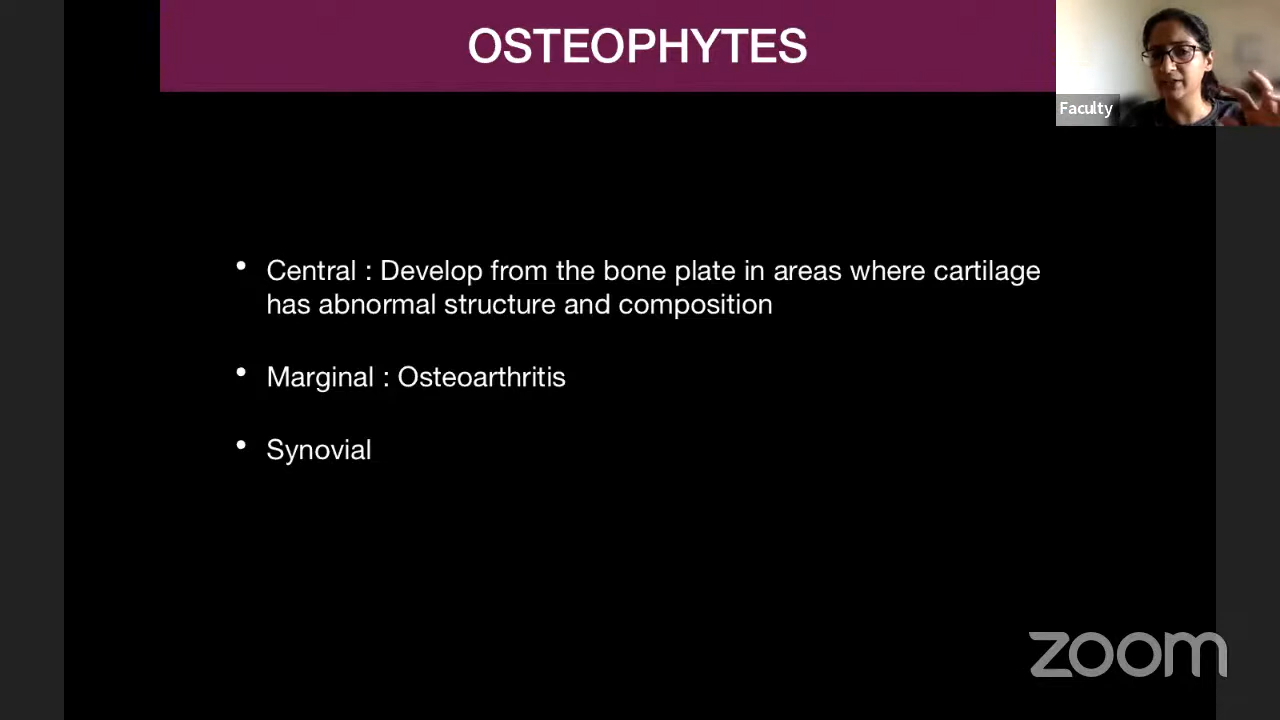 OSTEOPHYTES
Faculty
• Central : Develop from the bone plate in areas where cartilage
has abnormal structure and composition
• Marginal : Osteoarthritis
• Synovial
zoom